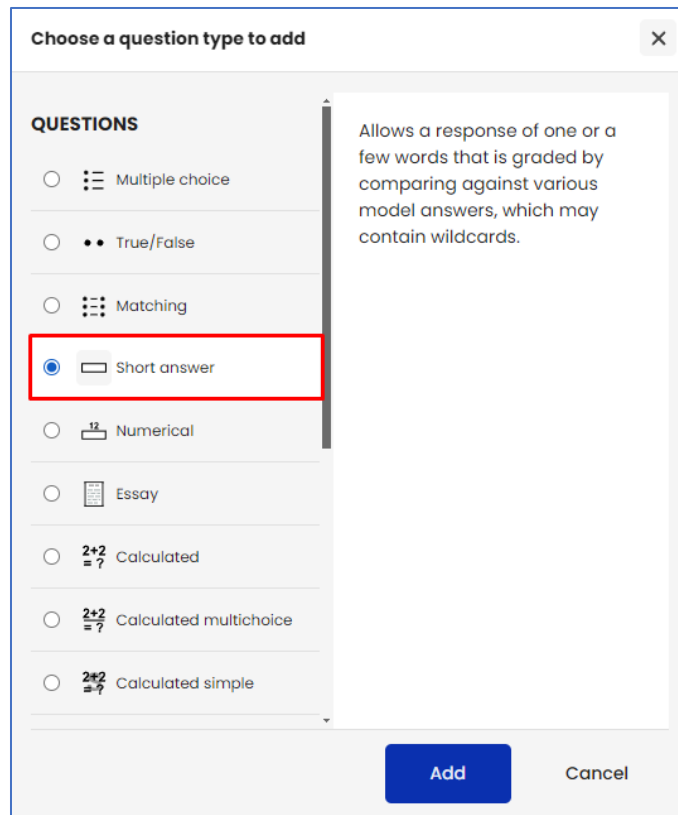 Choose a question type to add
QUESTIONS
Multiple choice
True/False
Matching
Short answer
12
Numerical
Essay
2+2
= ?
Calculated
2+2
= ?
Calculated multichoice
2+2
= ?
Calculated simple
Allows a response of one or a
few words that is graded by
comparing against various
model answers, which may
contain wildcards.
Add
Cancel